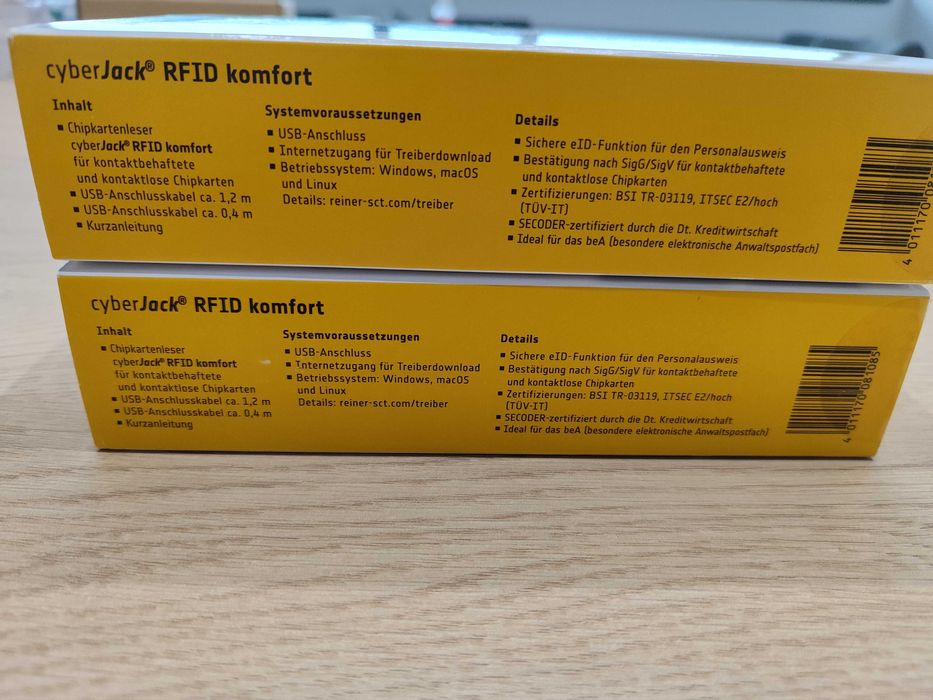 cyberJack® RFID komfort
Inhalt
▪ Chipkartenleser
cyberJack® RFID komfort
für kontaktbehaftete
und kontaktlose Chipkarten
▪ USB-Anschlusskabel ca. 1,2 m
▪ USB-Anschlusskabel ca. 0,4 m
▪ Kurzanleitung
Systemvoraussetzungen
▪ USB-Anschluss
▪ Internetzugang für Treiberdownload
▪ Betriebssystem: Windows, macOS
und Linux
Details: reiner-sct.com/treiber
Details
▪ Sichere eID-Funktion für den Personalausweis
▪ Bestätigung nach SigG/SigV für kontaktbehaftete
und kontaktlosen Chipkarten
▪ Zertifizierungen: BSI TR-03119, ITSEC E2/hoch
(TÜV-IT)
▪ SECODER-zertifiziert durch die Dt. Kreditwirtschaft
▪ Ideal für das beA (besondere elektronische Anwaltspostfach)
cyberJack® RFID komfort
Inhalt
▪ Chipkartenleser
cyberJack® RFID komfort
für kontaktbehaftete
und kontaktlose Chipkarten
▪ USB-Anschlusskabel ca. 1,2 m
▪ USB-Anschlusskabel ca. 0,4 m
▪ Kurzanleitung
Systemvoraussetzungen
▪ USB-Anschluss
▪ Internetzugang für Treiberdownload
▪ Betriebssystem: Windows, macOS
und Linux
Details: reiner-sct.com/treiber
Details
▪ Sichere eID-Funktion für den Personalausweis
▪ Bestätigung nach SigG/SigV für kontaktbehaftete
und kontaktlosen Chipkarten
▪ Zertifizierungen: BSI TR-03119, ITSEC E2/hoch
(TÜV-IT)
▪ SECODER-zertifiziert durch die Dt. Kreditwirtschaft
▪ Ideal für das beA (besondere elektronische Anwaltspostfach)
4 011170 081085